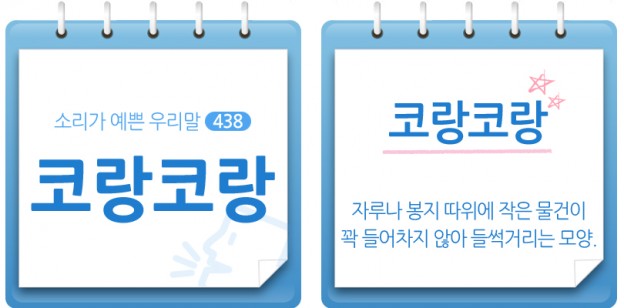 소리가 예쁜 우리말 438
코랑코랑
코랑코랑
자루나 봉지 따위에 작은 물건이
꽉 들어차지 않아 들썩거리는 모양.